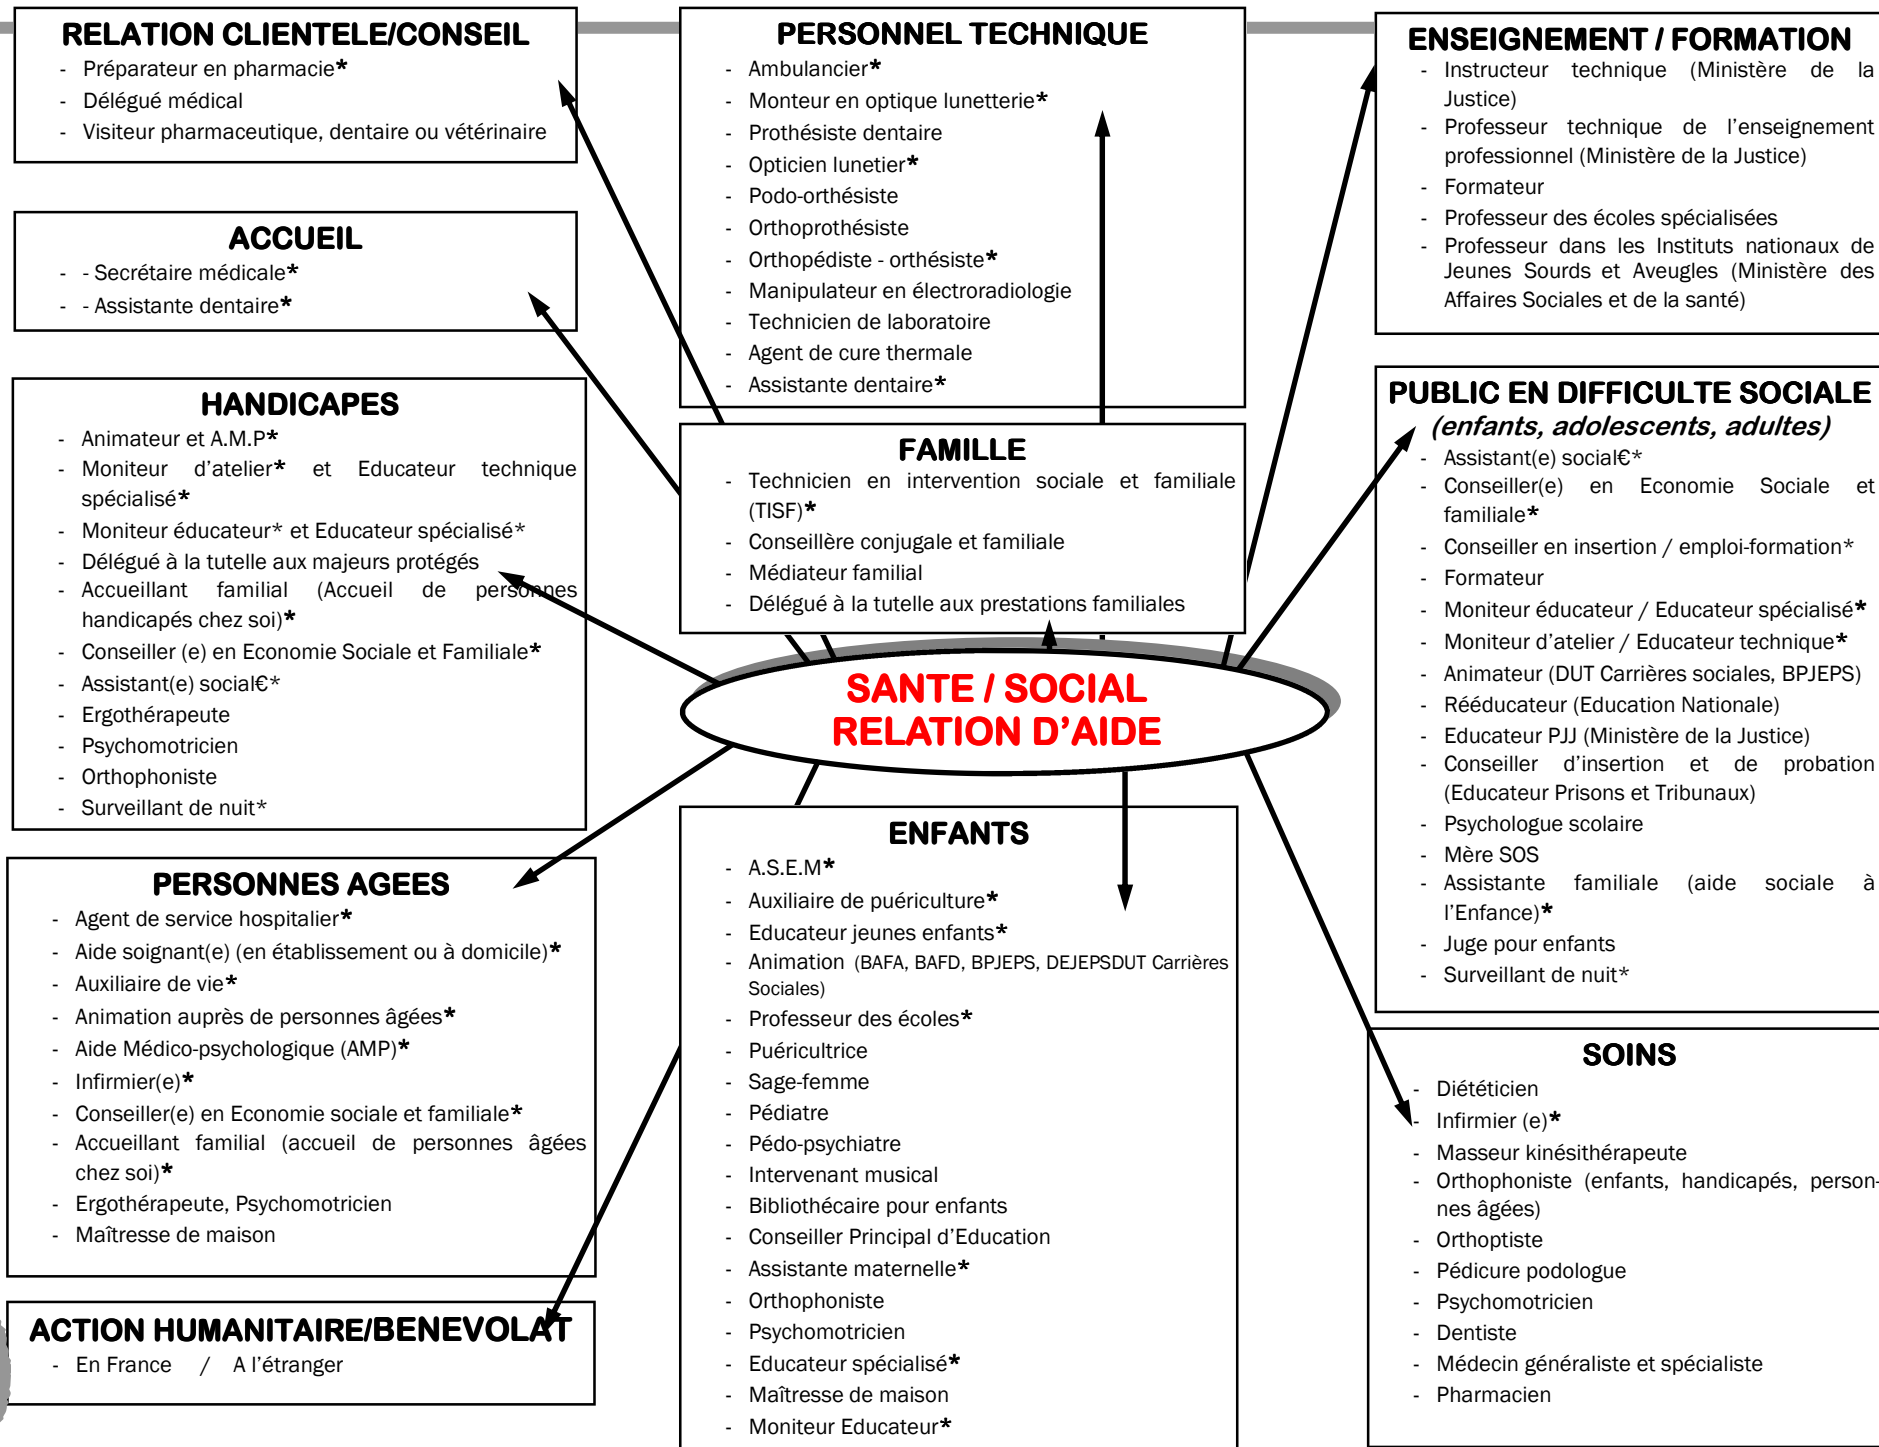 RELATION CLIENTELE/CONSEIL
- Préparateur en pharmacie*
- Délégué médical
- Visiteur pharmaceutique, dentaire ou vétérinaire
ACCUEIL
- - Secrétaire médicale*
- - Assistante dentaire*
HANDICAPES
- Animateur et A.M.P*
- Moniteur d'atelier* et Educateur technique
spécialisé*
- Moniteur éducateur* et Educateur spécialisé*
- Délégué à la tutelle aux majeurs protégés
- Accueillant familial (Accueil de personnes
handicapés chez soi)*
- Conseiller (e) en Economie Sociale et Familiale*
- Assistant(e) social€*
- Ergothérapeute
- Psychomotricien
- Orthophoniste
- Surveillant de nuit*
PERSONNES AGEES
- Agent de service hospitalier*
- Aide soignant(e) (en établissement ou à domicile)*
- Auxiliaire de vie*
- Animation auprès de personnes âgées*
- Aide Médico-psychologique (AMP)*
- Infirmier(e)*
- Conseiller(e) en Economie sociale et familiale*
- Accueillant familial (accueil de personnes âgées
chez soi)*
- Ergothérapeute, Psychomotricien
- Maîtresse de maison
ACTION HUMANITAIRE/BENEVOLAT
- En France / A l'étranger
PERSONNEL TECHNIQUE
- Ambulancier*
- Monteur en optique lunetterie*
- Prothésiste dentaire
- Opticien lunetier*
- Podo-orthésiste
- Orthoprothésiste
- Orthopédiste - orthésiste*
- Manipulateur en électroradiologie
- Technicien de laboratoire
- Agent de cure thermale
- Assistante dentaire*
FAMILLE
- Technicien en intervention sociale et familiale
(TISF)*
- Conseillère conjugale et familiale
- Médiateur familial
- Délégué à la tutelle aux prestations familiales
SANTE / SOCIAL
RELATION D'AIDE
ENFANTS
- A.S.E.M*
- Auxiliaire de puériculture*
- Educateur jeunes enfants*
- Animation (BAFA, BAFD, BPJEPS, DEJEPSDUT Carrières
Sociales)
- Professeur des écoles*
- Puéricultrice
- Sage-femme
- Pédiatre
- Pédo-psychiatre
- Intervenant musical
- Bibliothécaire pour enfants
- Conseiller Principal d'Education
- Assistante maternelle*
- Orthophoniste
- Psychomotricien
- Educateur spécialisé*
- Maîtresse de maison
- Moniteur Educateur*
ENSEIGNEMENT / FORMATION
- Instructeur technique (Ministère de la
Justice)
- Professeur technique de l'enseignement
professionnel (Ministère de la Justice)
- Formateur
- Professeur des écoles spécialisées
- Professeur dans les Instituts nationaux de
Jeunes Sourds et Aveugles (Ministère des
Affaires Sociales et de la santé)
PUBLIC EN DIFFICULTE SOCIALE
(enfants, adolescents, adultes)
- Assistant(e) social€*
- Conseiller(e) en Economie Sociale et
familiale*
- Conseiller en insertion / emploi-formation*
- Formateur
- Moniteur éducateur / Educateur spécialisé*
- Moniteur d'atelier / Educateur technique*
- Animateur (DUT Carrières sociales, BPJEPS)
- Rééducateur (Education Nationale)
- Educateur PJJ (Ministère de la Justice)
- Conseiller d'insertion et de probation
(Educateur Prisons et Tribunaux)
- Psychologue scolaire
- Mère SOS
- Assistante familiale (aide sociale à
l'Enfance)*
- Juge pour enfants
- Surveillant de nuit*
SOINS
- Diététicien
- Infirmier (e)*
- Masseur kinésithérapeute
- Orthophoniste (enfants, handicapés, person-
nes âgées)
- Orthoptiste
- Pédicure podologue
- Psychomotricien
- Dentiste
- Médecin généraliste et spécialiste
- Pharmacien